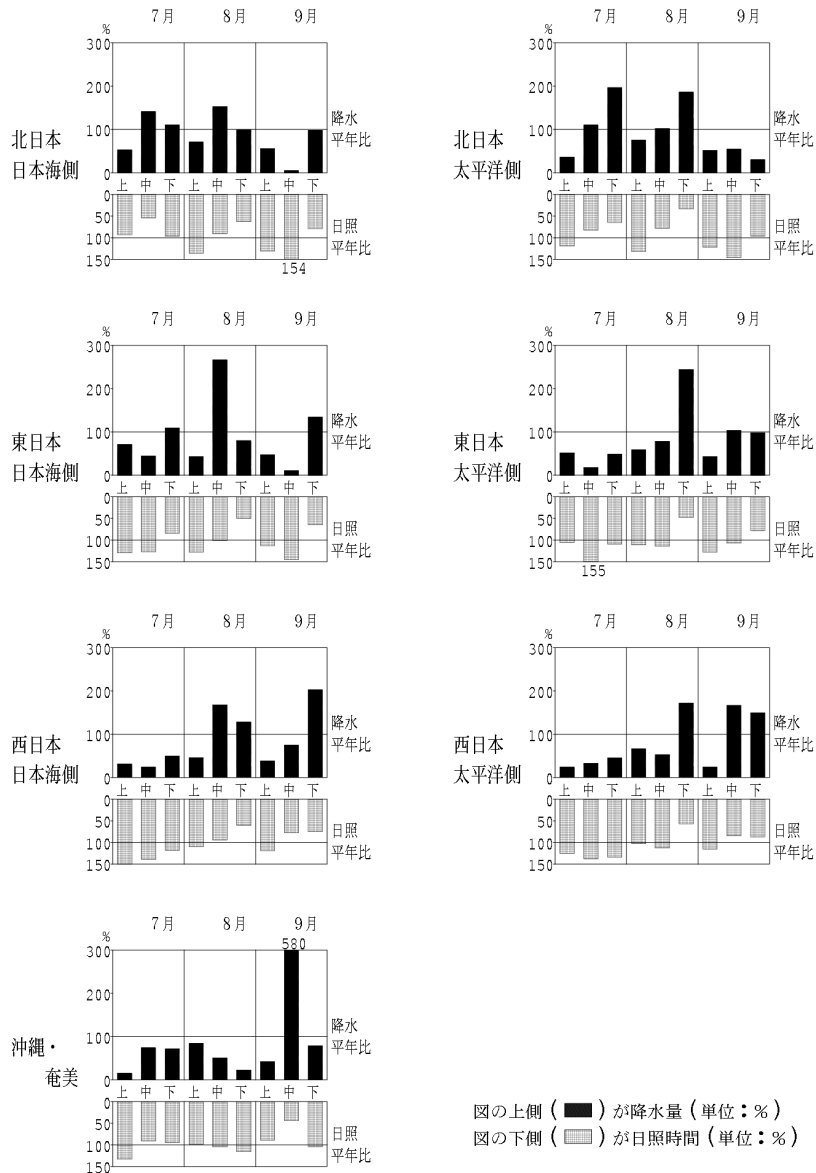 ７月 ８月 ９月
%
300
200
100
0
降水
平年比
北日本
日本海側
上 中 下 上 中 下 上 中 下
0
50
100
150
日照
平年比
154
７月 ８月 ９月
%
300
200
100
0
降水
平年比
北日本
太平洋側
上 中 下 上 中 下 上 中 下
0
50
100
150
日照
平年比
７月 ８月 ９月
%
300
200
100
0
降水
平年比
東日本
日本海側
上 中 下 上 中 下 上 中 下
0
50
100
150
日照
平年比
７月 ８月 ９月
%
300
200
100
0
降水
平年比
東日本
太平洋側
上 中 下 上 中 下 上 中 下
0
50
100
150
日照
平年比
155
７月 ８月 ９月
%
300
200
100
0
降水
平年比
西日本
日本海側
上 中 下 上 中 下 上 中 下
0
50
100
150
日照
平年比
７月 ８月 ９月
%
300
200
100
0
降水
平年比
西日本
太平洋側
上 中 下 上 中 下 上 中 下
0
50
100
150
日照
平年比
７月 ８月 ９月
%
580
300
200
100
0
降水
平年比
沖縄・
奄美
上 中 下 上 中 下 上 中 下
0
50
100
150
日照
平年比
図の上側（■）が降水量（単位：％）
図の下側（ ）が日照時間（単位：％）